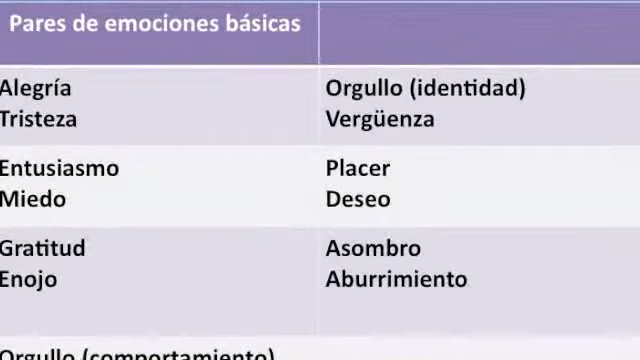 Pares de emociones básicas
Alegría
Tristeza
Orgullo (identidad)
Vergüenza
Entusiasmo
Miedo
Placer
Deseo
Gratitud
Enojo
Asombro
Aburrimiento
Orgullo (comportamiento)